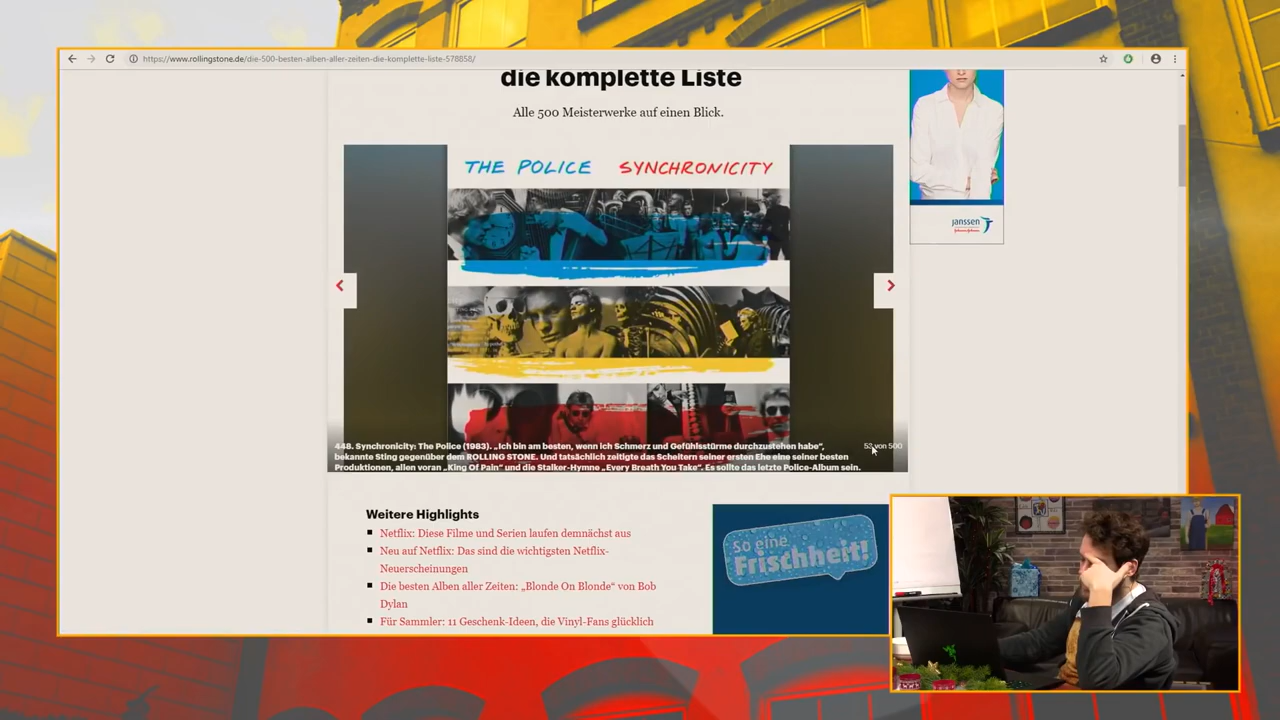 https://www.rollingstone.de/die-500-besten-alben-aller-zeiten-die-komplette-liste-578858/
die komplette Liste
Alle 500 Meisterwerke auf einen Blick.
THE POLICE SYNCHRONICITY
448. Synchronicity: The Police (1983). „Ich bin am besten, wenn ich Schmerz und Gefühlsstürme durchzustehen habe“,
bekannte Sting gegenüber dem ROLLING STONE. Und tatsächlich zeitigte das Scheitern seiner ersten Ehe eine seiner besten
Produktionen, allen voran „King Of Pain“ und die Stalker-Hymne „Every Breath You Take“. Es sollte das letzte Police-Album sein.
53 von 500
janssen
Weitere Highlights
Netflix: Diese Filme und Serien laufen demnächst aus
Neu auf Netflix: Das sind die wichtigsten Netflix-
Neuerscheinungen
Die besten Alben aller Zeiten: „Blonde On Blonde“ von Bob
Dylan
Für Sammler: 11 Geschenk-Ideen, die Vinyl-Fans glücklich
So eine
Frischheit!